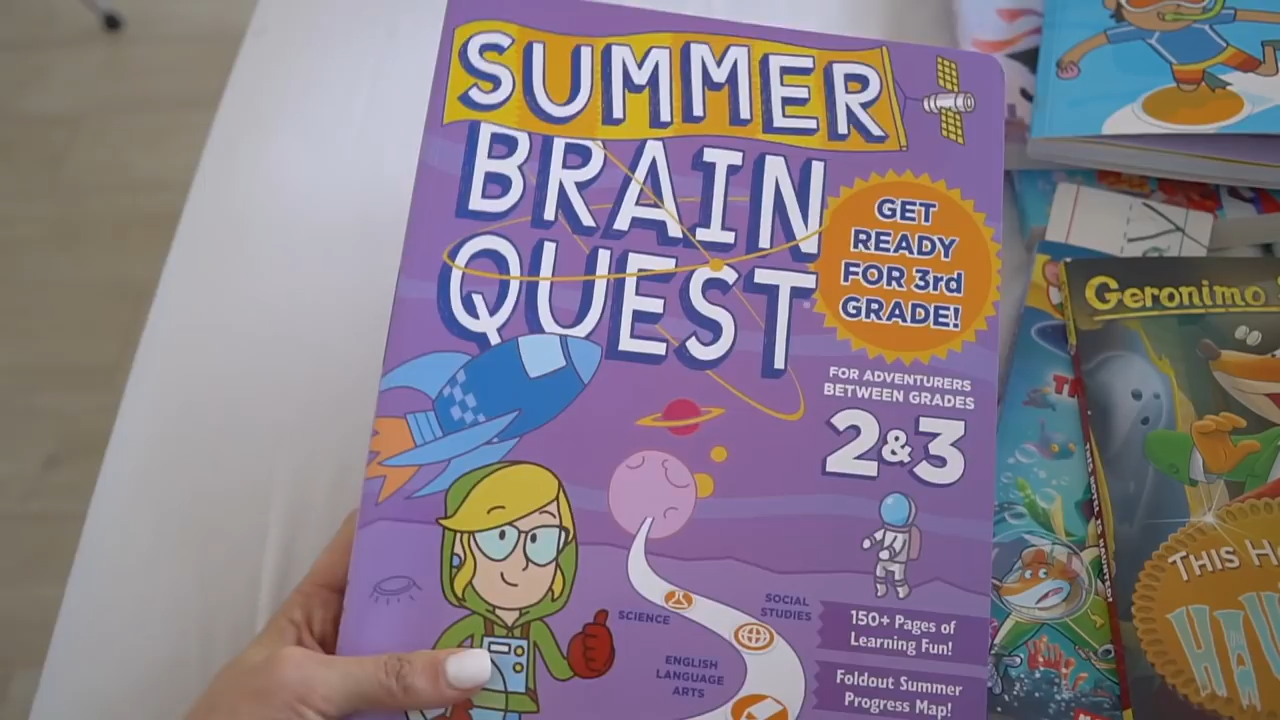 SUMMER
BRAIN
QUEST
GET
READY
FOR 3rd
GRADE!
FOR ADVENTURERS
BETWEEN GRADES
2&3
SCIENCE
SOCIAL
STUDIES
ENGLISH
LANGUAGE
ARTS
150+ Pages of
Learning Fun!
Foldout Summer
Progress Map!
Geronimo
THIS